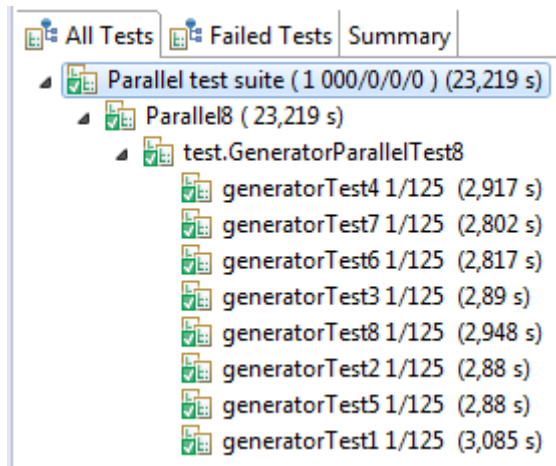 All Tests Failed Tests Summary
Parallel test suite ( 1 000/0/0/0 ) (23,219 s)
Parallel8 ( 23,219 s)
test.GeneratorParallelTest8
generatorTest4 1/125 (2,917 s)
generatorTest7 1/125 (2,802 s)
generatorTest6 1/125 (2,817 s)
generatorTest3 1/125 (2,89 s)
generatorTest8 1/125 (2,948 s)
generatorTest2 1/125 (2,88 s)
generatorTest5 1/125 (2,88 s)
generatorTest1 1/125 (3,085 s)